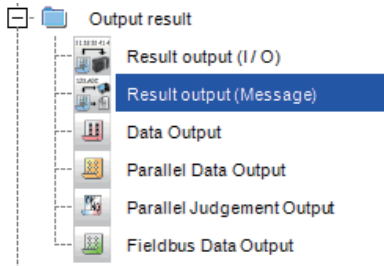 Output result
Result output (I / O)
Result output (Message)
Data Output
Parallel Data Output
Parallel Judgement Output
Fieldbus Data Output